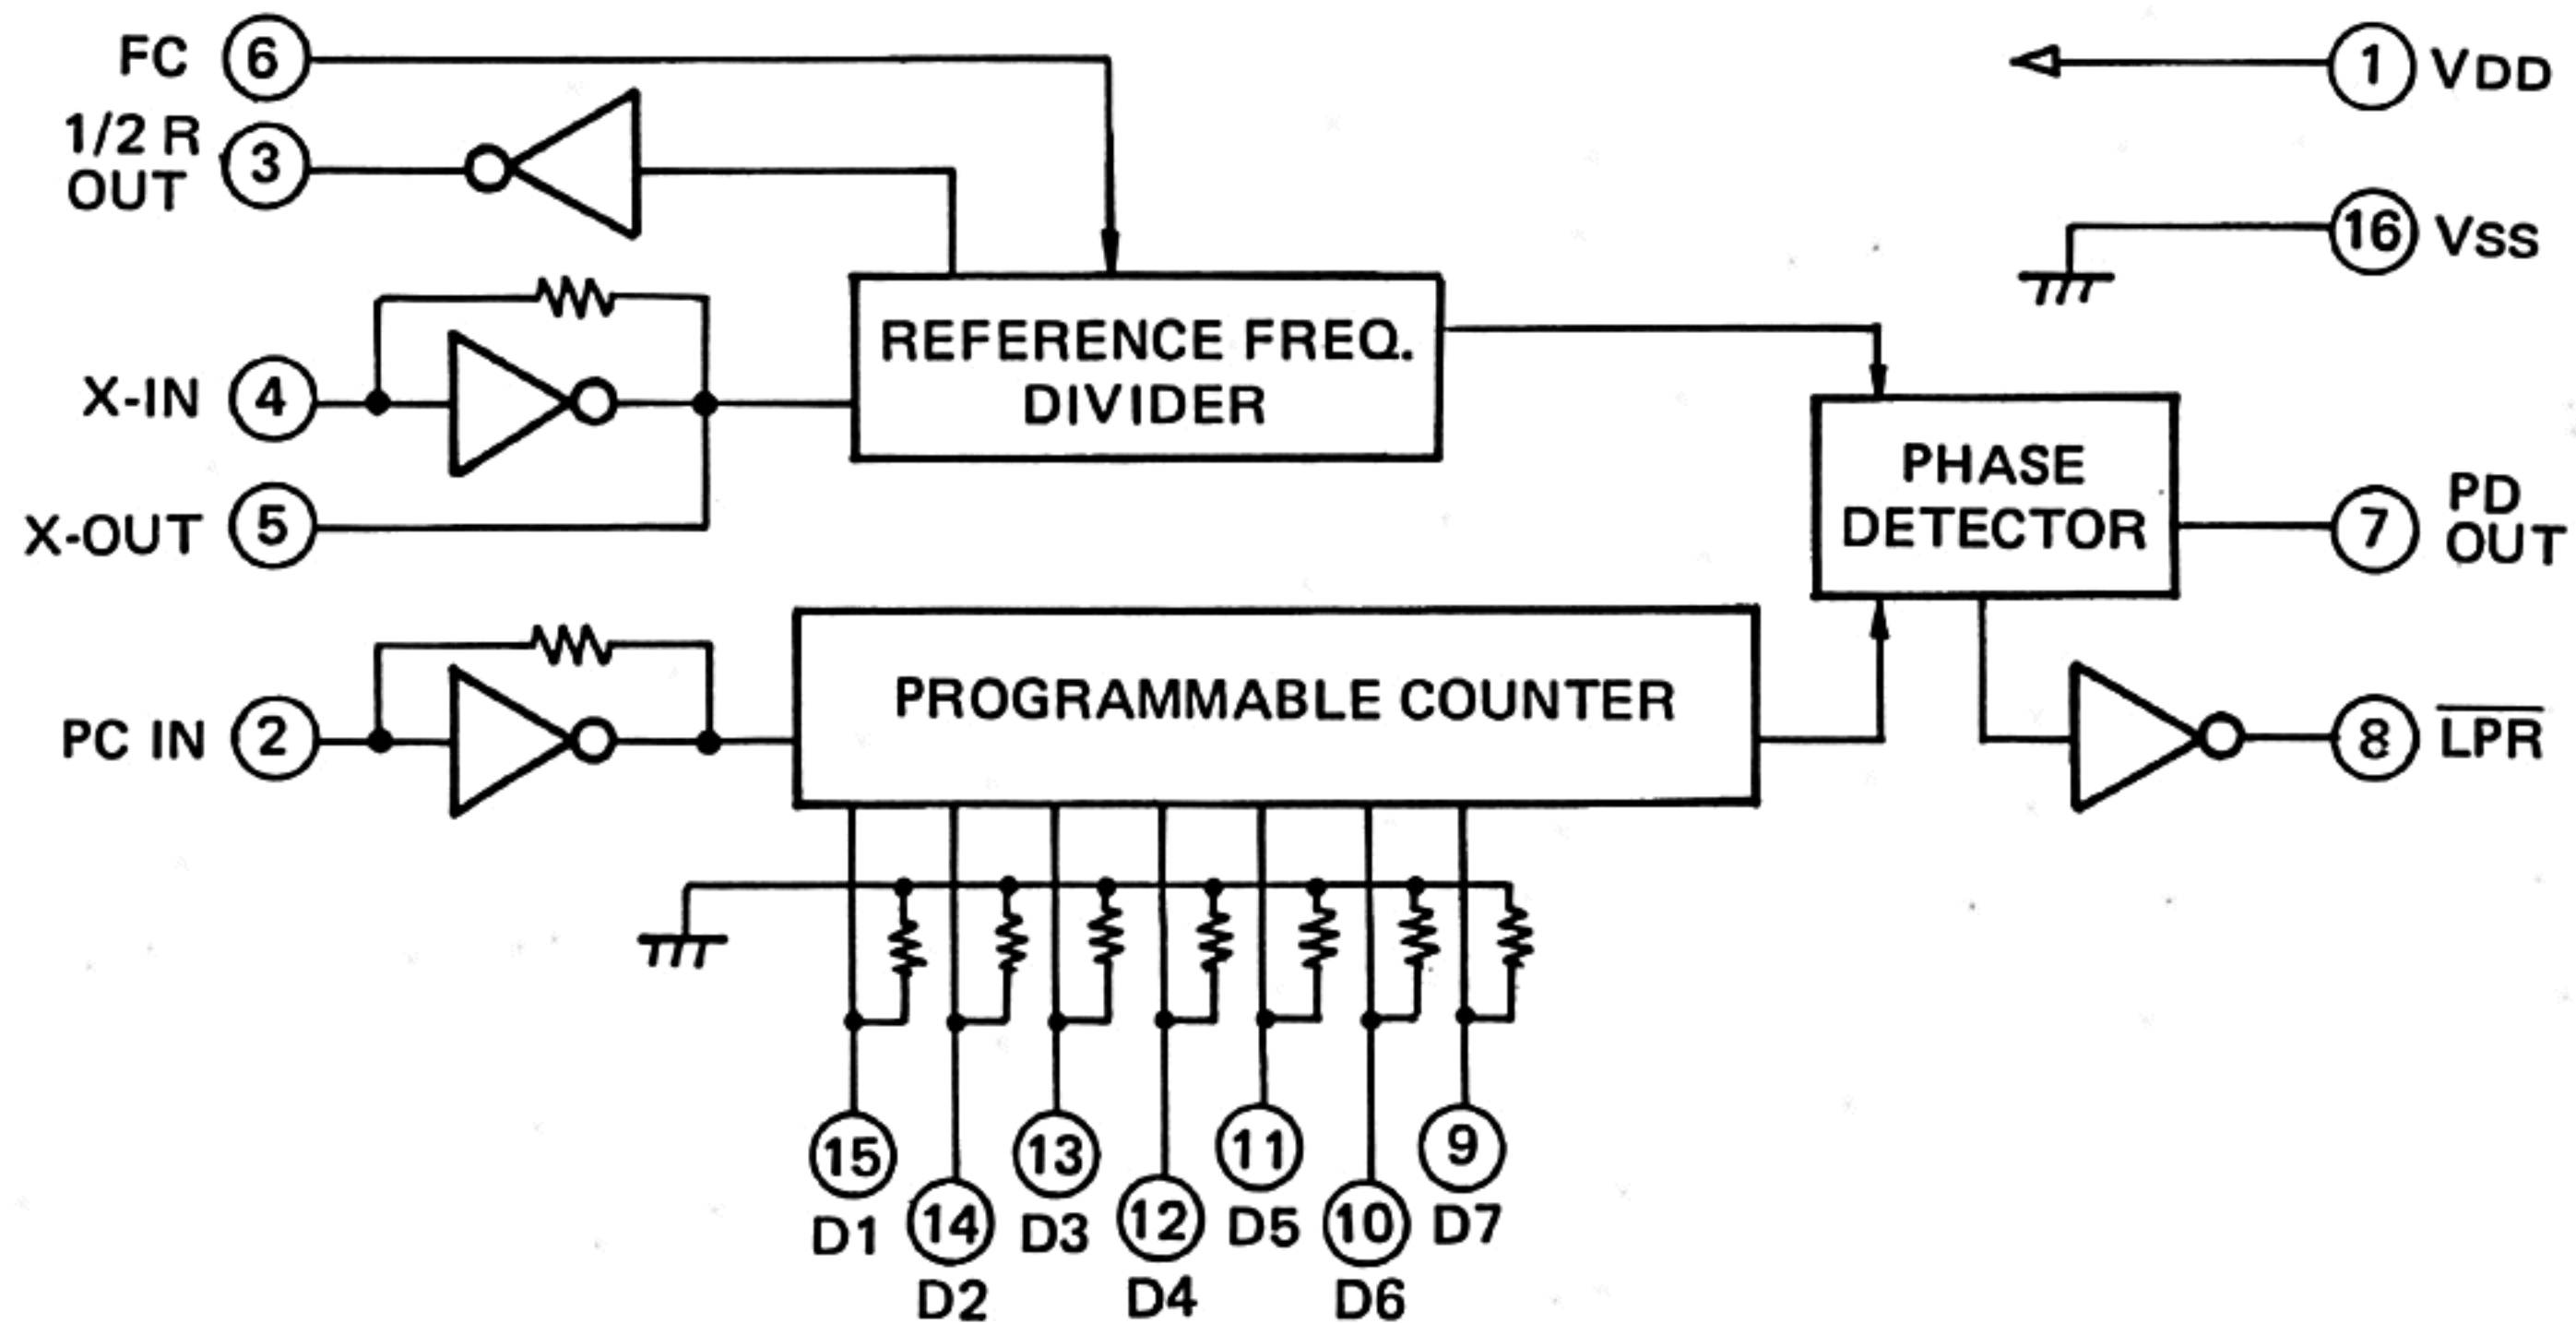 FC 6
1/2 R
OUT 3
X-IN 4
X-OUT 5
PC IN 2
REFERENCE FREQ.
DIVIDER
PROGRAMMABLE COUNTER
PHASE
DETECTOR
1 VDD
16 VSS
7 PD
OUT
8 LPR
15
D1
14
D2
13
D3
12
D4
11
D5
10
D6
9
D7